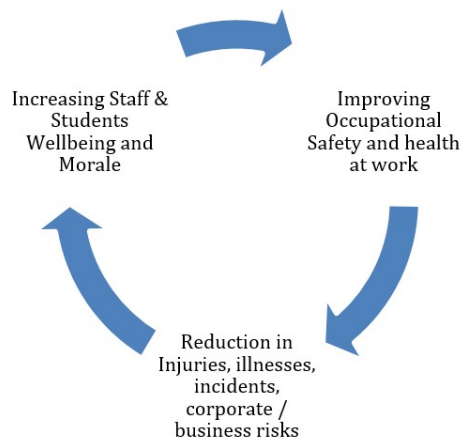 Increasing Staff &
Students
Wellbeing and
Morale
Improving
Occupational
Safety and health
at work
Reduction in
Injuries, illnesses,
incidents,
corporate /
business risks